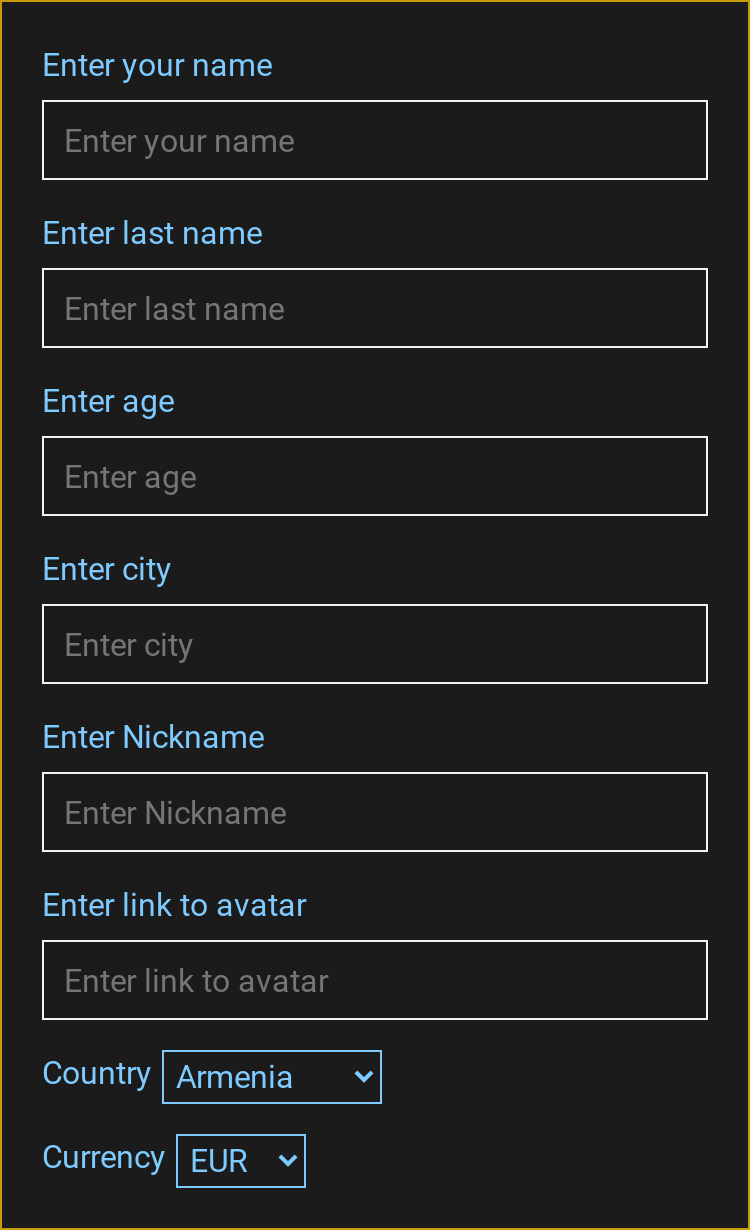 Enter your name
Enter your name
Enter last name
Enter last name
Enter age
Enter age
Enter city
Enter city
Enter Nickname
Enter Nickname
Enter link to avatar
Enter link to avatar
Country Armenia
Currency EUR